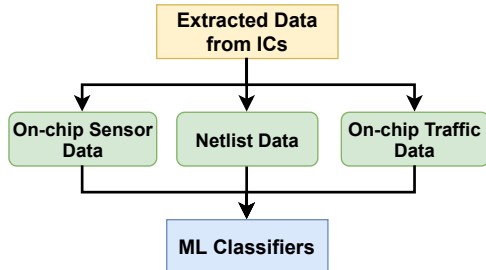 Extracted Data
from ICs
On-chip Sensor
Data
Netlist Data
On-chip Traffic
Data
ML Classifiers